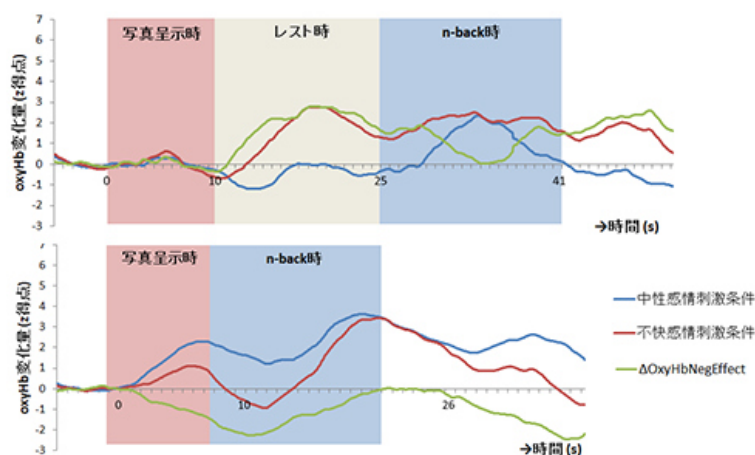 oxyHb変化量 (z得点)
7
6
5
4
3
2
1
0
-1
-2
-3
写真呈示時
レスト時
n-back時
0
10
25
41
→時間 (s)
oxyHb変化量 (z得点)
7
6
5
4
3
2
1
0
-1
-2
-3
写真呈示時
n-back時
0
10
26
→時間 (s)
中性感情刺激条件
不快感情刺激条件
ΔOxyHbNegEffect